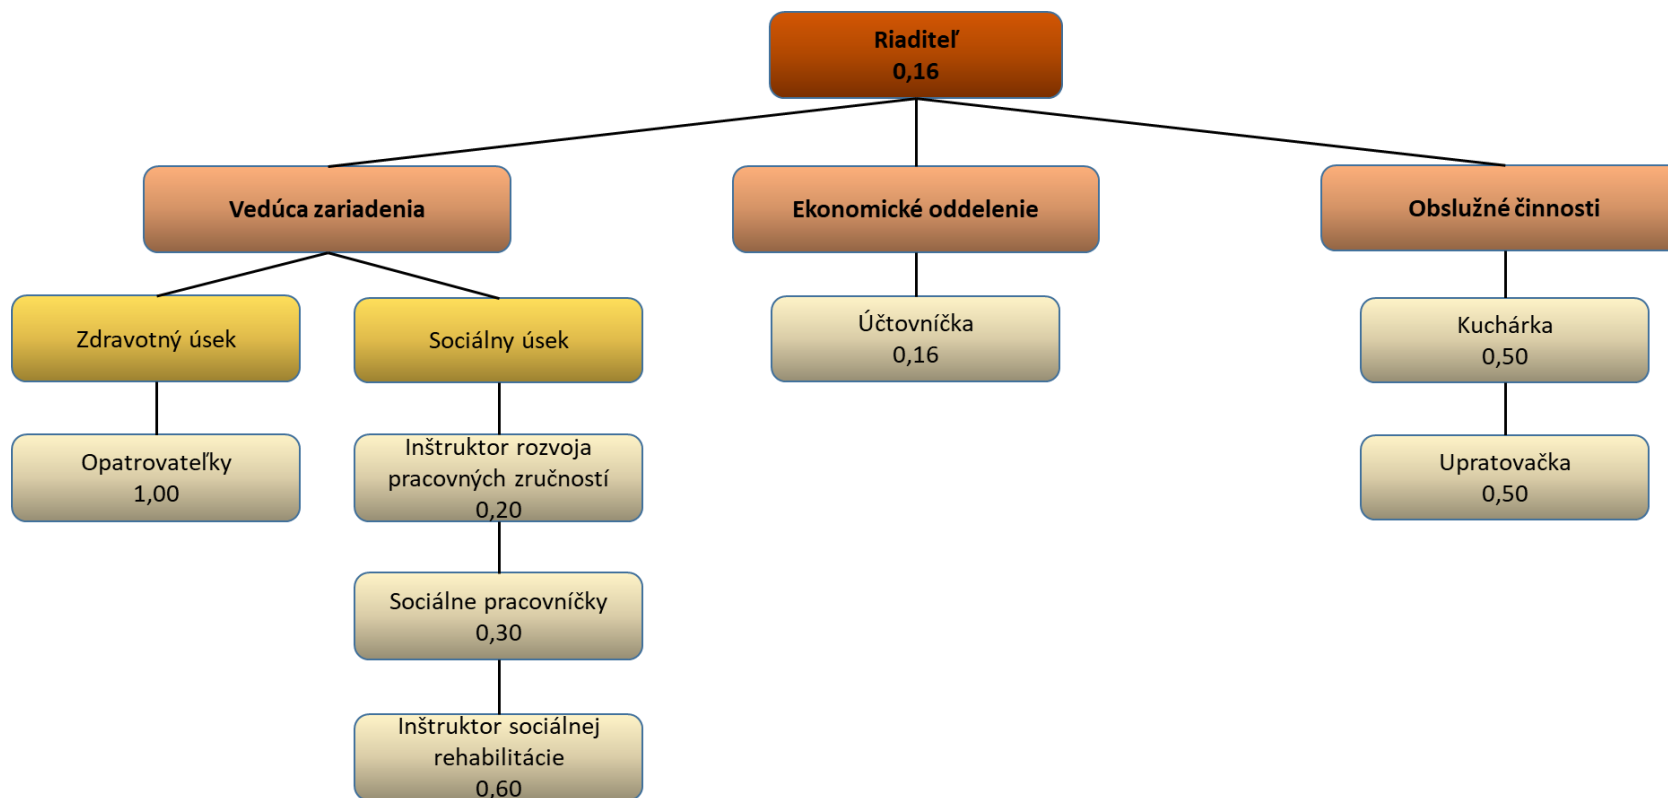 Riaditeľ
0,16
Vedúca zariadenia
Ekonomické oddelenie
Obslužné činnosti
Zdravotný úsek
Sociálny úsek
Účtovníčka
0,16
Kuchárka
0,50
Opatrovateľky
1,00
Inštruktor rozvoja
pracovných zručností
0,20
Upratovačka
0,50
Sociálne pracovníčky
0,30
Inštruktor sociálnej
rehabilitácie
0,60